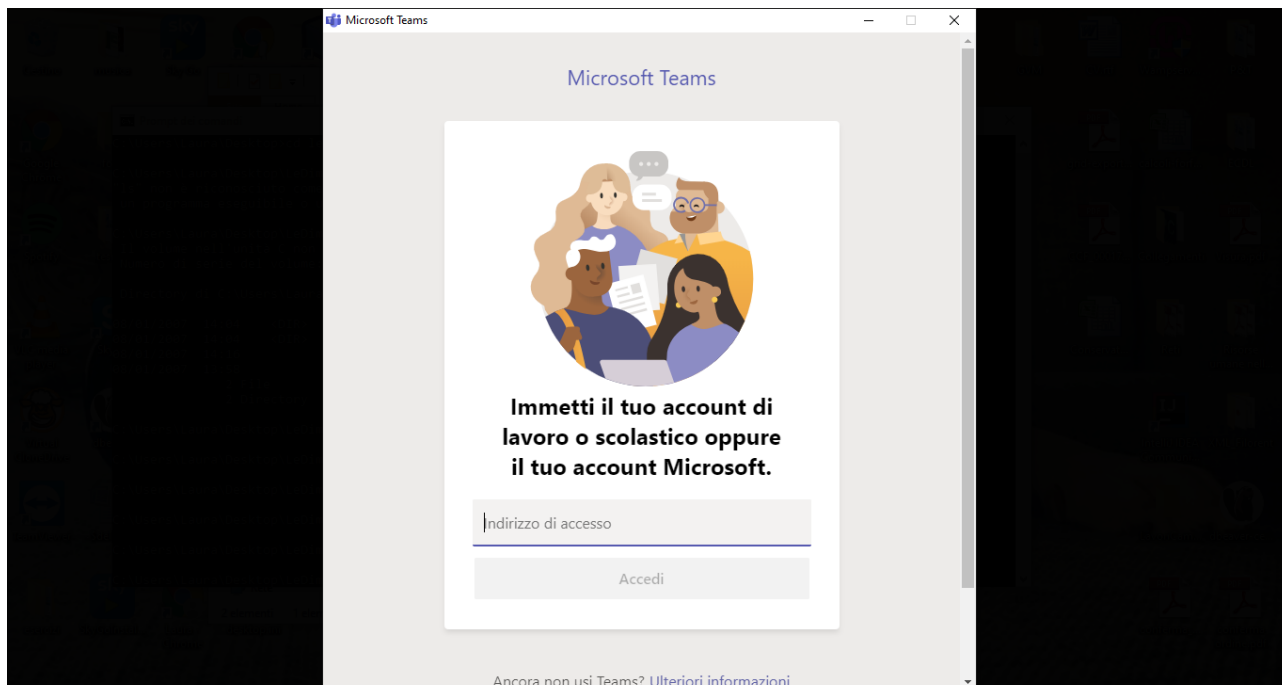 Microsoft Teams
Microsoft Teams
Immetti il tuo account di
lavoro o scolastico oppure
il tuo account Microsoft.
Indirizzo di accesso
Accedi
Ancora non usi Teams? Ulteriori informazioni